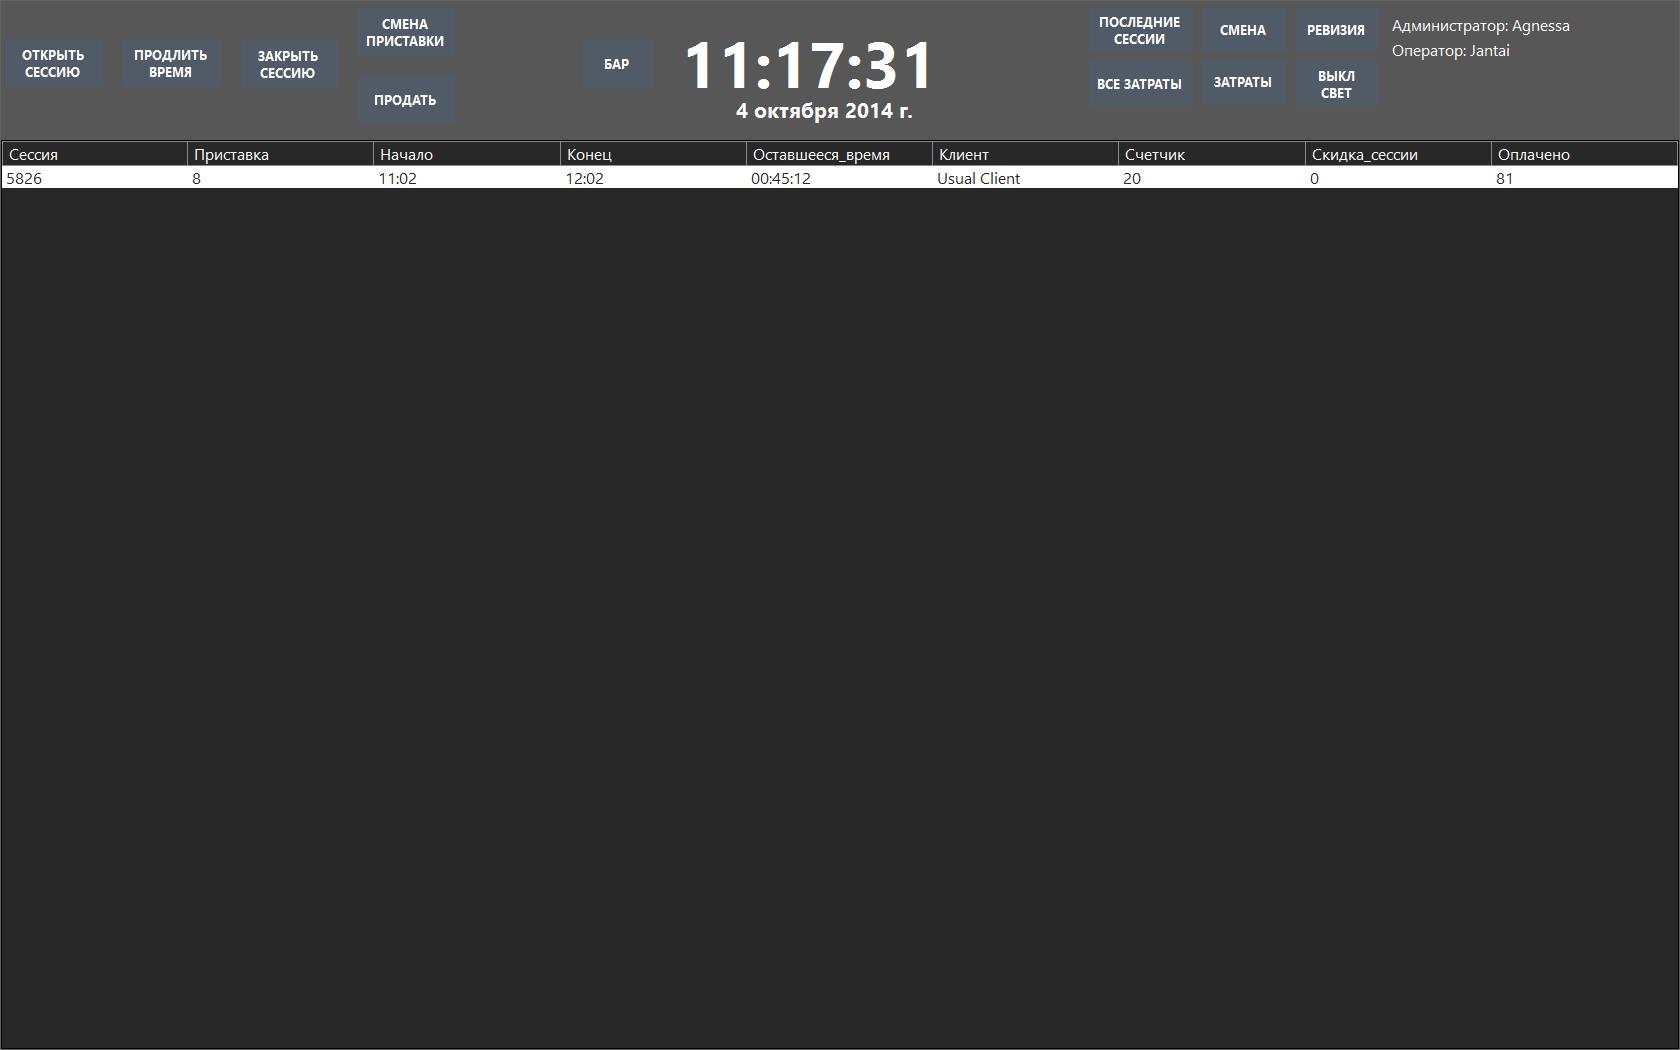 ОТКРЫТЬ
СЕССИЮ
ПРОДЛИТЬ
ВРЕМЯ
ЗАКРЫТЬ
СЕССИЮ
СМЕНА
ПРИСТАВКИ
ПРОДАТЬ
БАР
11:17:31
4 октября 2014 г.
ПОСЛЕДНИЕ
СЕССИИ
СМЕНА
РЕВИЗИЯ
ВСЕ ЗАТРАТЫ
ЗАТРАТЫ
ВЫКЛ
СВЕТ
Администратор: Agnessa
Оператор: Jantai
Сессия Приставка Начало Конец Оставшееся_время Клиент Счетчик Скидка_сессии Оплачено
5826 8 11:02 12:02 00:45:12 Usual Client 20 0 81